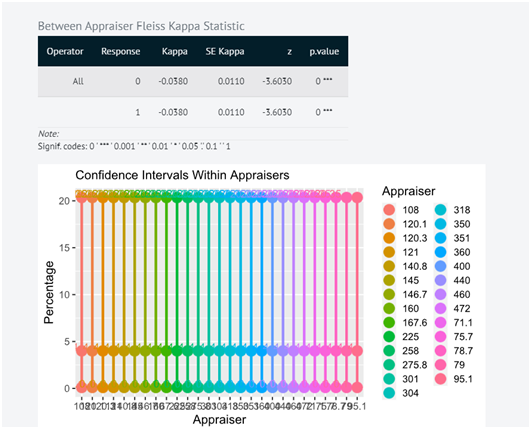 Between Appraiser Fleiss Kappa Statistic
Operator Response Kappa SE Kappa z p.value
All 0 -0.0380 0.0110 -3.6030 0 ***
1 -0.0380 0.0110 -3.6030 0 ***
Note:
Signif. codes: 0 '***' 0.001 '**' 0.01 '*' 0.05 '.' 0.1 ' ' 1
Confidence Intervals Within Appraisers
Percentage
20
15
10
5
0
Appraiser
Appraiser
108 318
120.1 350
120.3 351
121 360
140.8 400
145 440
146.7 460
160 472
167.6 71.1
225 75.7
258 78.7
275.8 79
301 95.1
304